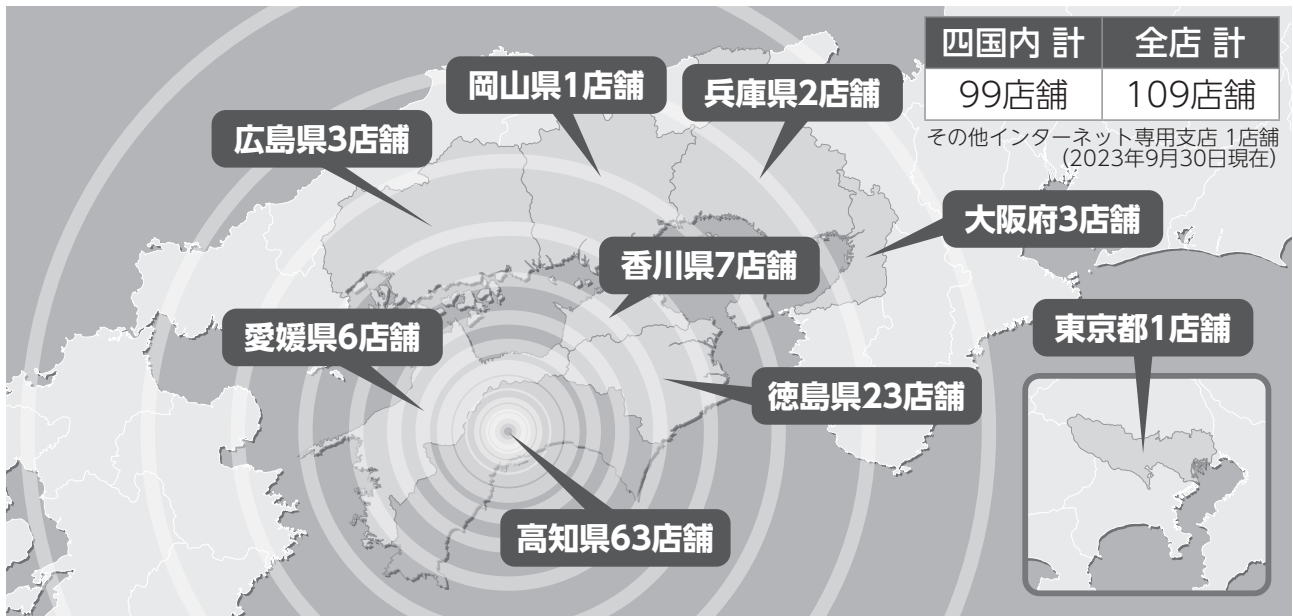 四国内 計 全店 計
99店舗 109店舗
その他インターネット専用支店 1店舗
(2023年9月30日現在)
岡山県1店舗
兵庫県2店舗
広島県3店舗
大阪府3店舗
香川県7店舗
愛媛県6店舗
東京都1店舗
徳島県23店舗
高知県63店舗